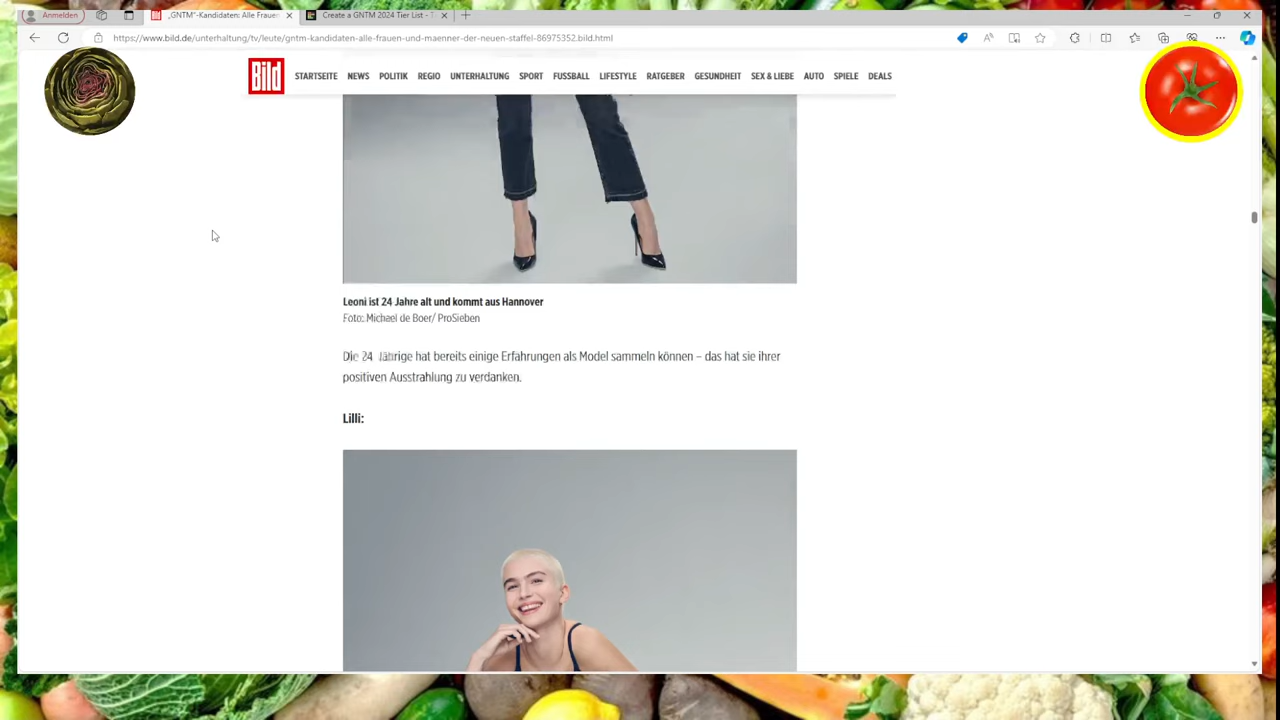 Anmelden
„GNTM"-Kandidaten: Alle Frauen
Create a GNTM 2024 Tier List - T
https://www.bild.de/unterhaltung/tv/leute/gntm-kandidaten-alle-frauen-und-maenner-der-neuen-staffel-86975352.bild.html
Bild STARTSEITE NEWS POLITIK REGIO UNTERHALTUNG SPORT FUSSBALL LIFESTYLE RATGEBER GESUNDHEIT SEX & LIEBE AUTO SPIELE DEALS
Leoni ist 24 Jahre alt und kommt aus Hannover
Foto: Michael de Boer/ ProSieben
Die 24-Jährige hat bereits einige Erfahrungen als Model sammeln können – das hat sie ihrer
positiven Ausstrahlung zu verdanken.
Lilli: